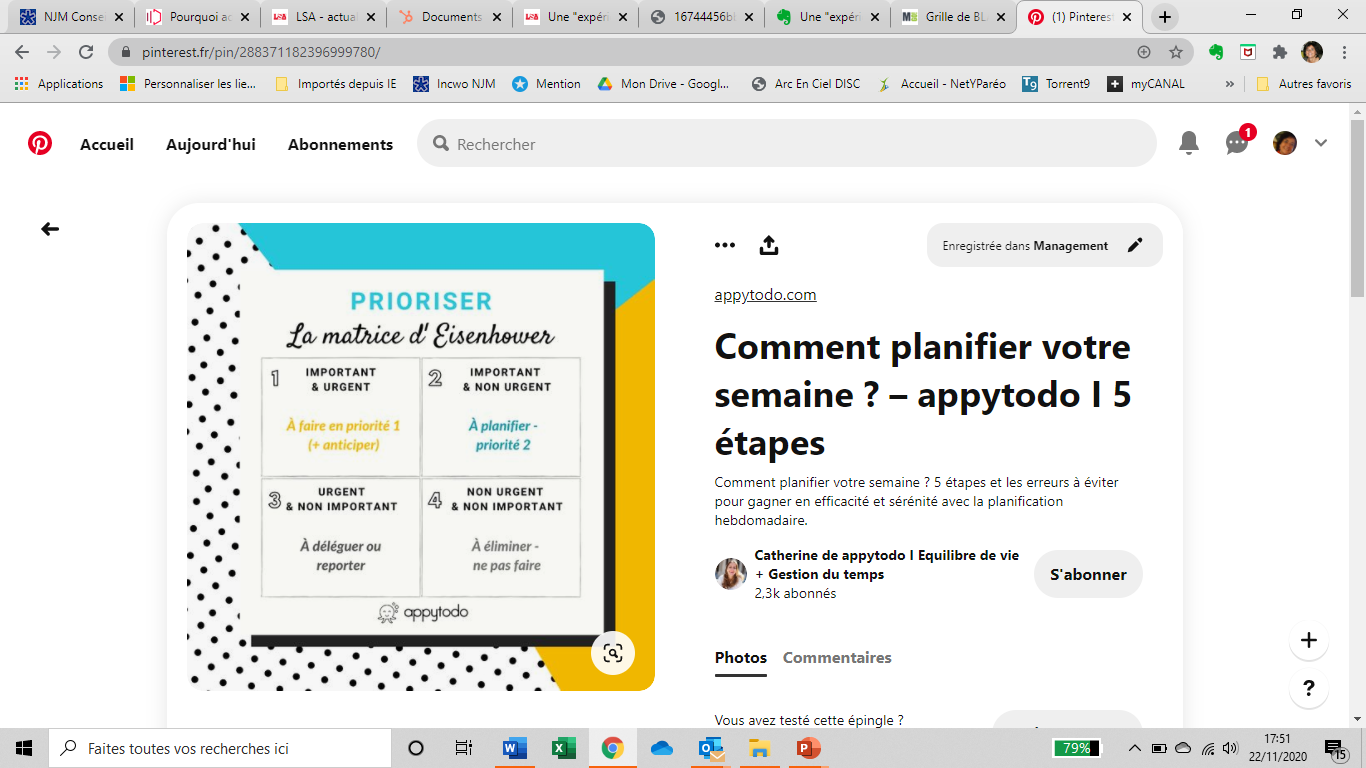 NJM Conse
Pourquoi ac
LSA - actual
Documents
Une "expéri
16744456b
Une "expéri
Grille de BL
(1) Pinterest
pinterest.fr/pin/288371182396999780/
Applications
Personnaliser les lie...
Importés depuis IE
Incwo NJM
Mention
Mon Drive - Googl...
Arc En Ciel DISC
Accueil - NetYParéo
Torrent9
myCANAL
»
Autres favoris
Accueil
Aujourd'hui
Abonnements
Rechercher
1
PRIORISER
La matrice d'Eisenhower
1 IMPORTANT
& URGENT
À faire en priorité 1
(+ anticiper)
2 IMPORTANT
& NON URGENT
À planifier -
priorité 2
3 URGENT
& NON IMPORTANT
À déléguer ou
reporter
4 NON URGENT
& NON IMPORTANT
À éliminer -
ne pas faire
appytodo
Enregistrée dans Management
appytodo.com
Comment planifier votre
semaine ? – appytodo I 5
étapes
Comment planifier votre semaine ? 5 étapes et les erreurs à éviter
pour gagner en efficacité et sérénité avec la planification
hebdomadaire.
Catherine de appytodo I Equilibre de vie
+ Gestion du temps
2,3k abonnés
S'abonner
Photos
Commentaires
Vous avez testé cette épingle ?
+
?
Faites toutes vos recherches ici
79%
17:51
22/11/2020
15